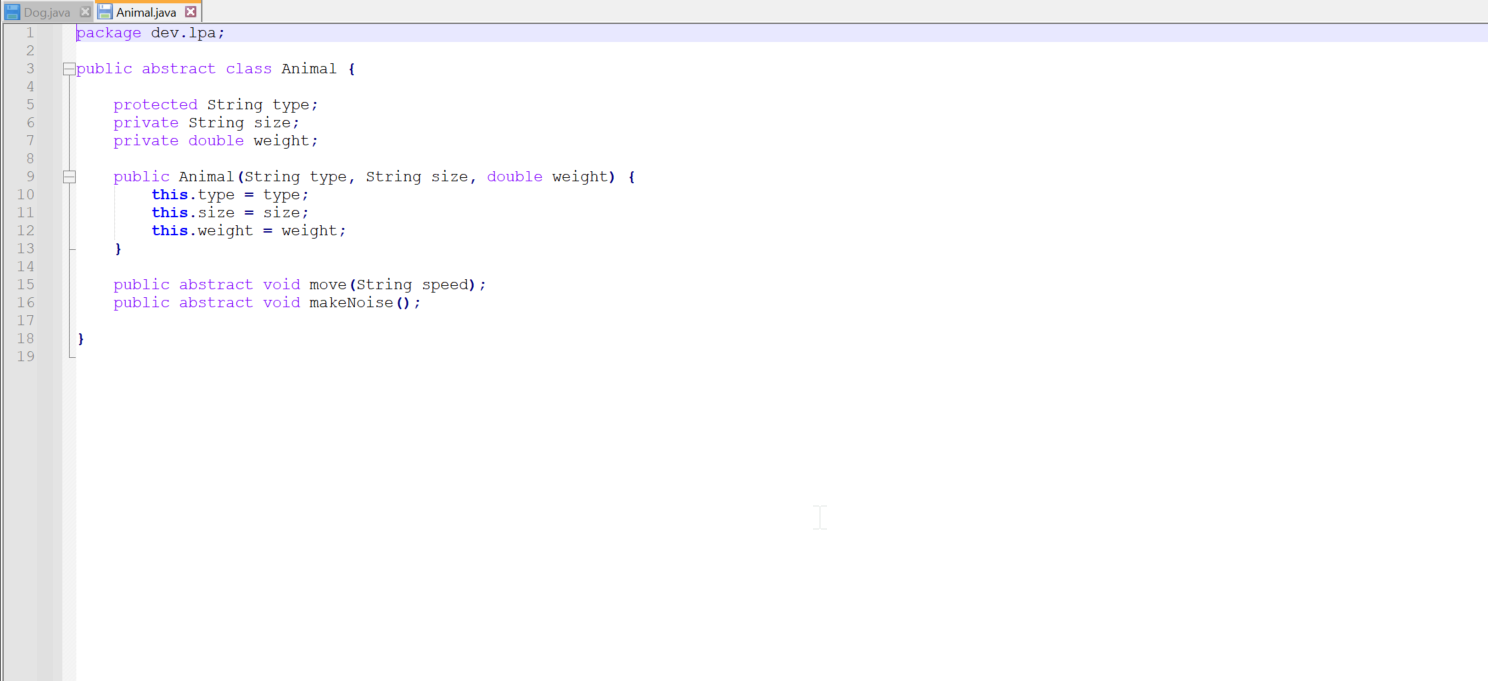 Dog.java
Animal.java
1 package dev.lpa;
2
3 public abstract class Animal {
4
5     protected String type;
6     private String size;
7     private double weight;
8
9     public Animal(String type, String size, double weight) {
10         this.type = type;
11         this.size = size;
12         this.weight = weight;
13     }
14
15     public abstract void move(String speed);
16     public abstract void makeNoise();
17
18 }
19